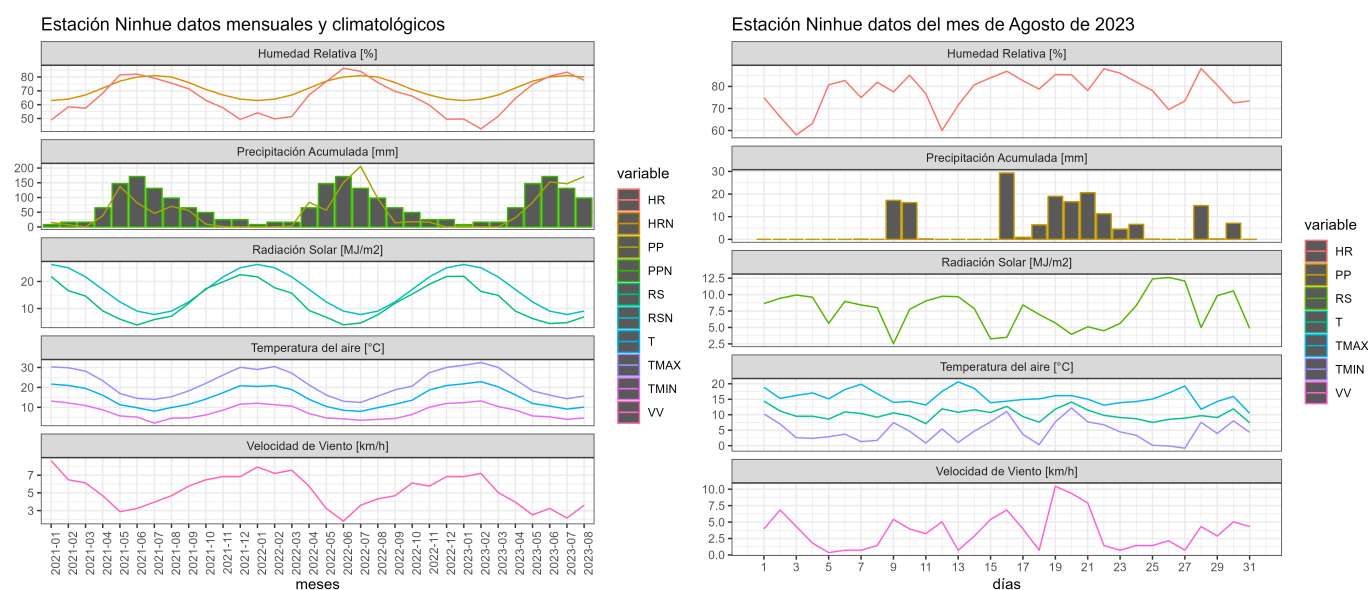 Estación Ninhue datos mensuales y climatológicos
Humedad Relativa [%]
80
70
60
50
Precipitación Acumulada [mm]
200
150
100
50
0
Radiación Solar [MJ/m2]
20
10
Temperatura del aire [°C]
30
20
10
Velocidad de Viento [km/h]
7
5
3
2021-01
2021-02
2021-03
2021-04
2021-05
2021-06
2021-07
2021-08
2021-09
2021-10
2021-11
2021-12
2022-01
2022-02
2022-03
2022-04
2022-05
2022-06
2022-07
2022-08
2022-09
2022-10
2022-11
2022-12
2023-01
2023-02
2023-03
2023-04
2023-05
2023-06
2023-07
2023-08
meses
variable
HR
HRN
PP
PPN
RS
RSN
T
TMAX
TMIN
VV
Estación Ninhue datos del mes de Agosto de 2023
Humedad Relativa [%]
80
70
60
Precipitación Acumulada [mm]
30
20
10
0
Radiación Solar [MJ/m2]
12.5
10.0
7.5
5.0
2.5
Temperatura del aire [°C]
20
15
10
5
0
Velocidad de Viento [km/h]
10.0
7.5
5.0
2.5
0.0
1 3 5 7 9 11 13 15 17 19 21 23 25 27 29 31
días
variable
HR
PP
RS
T
TMAX
TMIN
VV